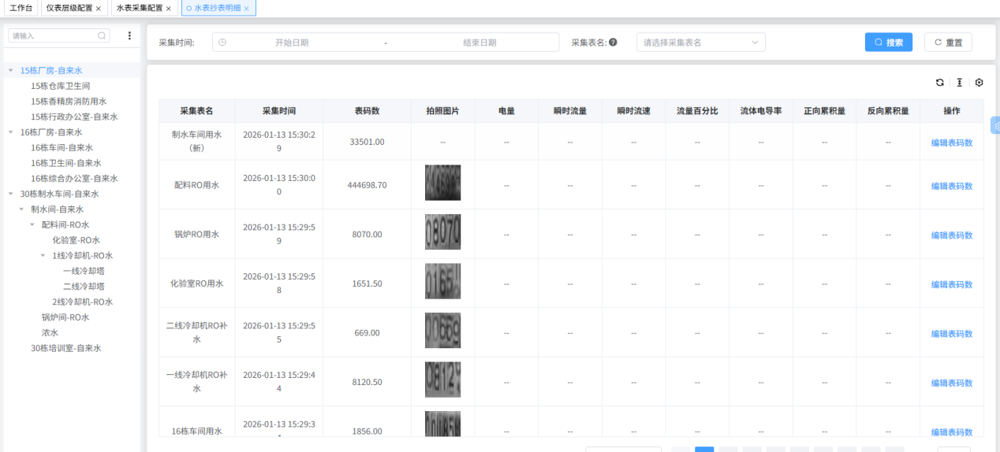 工作台 仪表层级配置 × 水表采集配置 × 水表抄表明细 ×
请输入
采集时间: 开始日期 - 结束日期 采集表名: 请选择采集表名 搜索 重置
15栋厂房-自来水
15栋仓库卫生间
15栋香精房消防用水
15栋行政办公室-自来水
16栋厂房-自来水
16栋车间-自来水
16栋卫生间-自来水
16栋综合办公室-自来水
30栋制水车间-自来水
制水间-自来水
配料间-RO水
化验室-RO水
1线冷却机-RO水
一线冷却塔
二线冷却塔
2线冷却机-RO水
锅炉间-RO水
浓水
30栋培训室-自来水
采集表名 采集时间 表码数 拍照图片 电量 瞬时流量 瞬时流速 流量百分比 流体电导率 正向累积量 反向累积量 操作
制水车间用水
（新）
2026-01-13 15:30:2
9
33501.00 -- -- -- -- -- -- -- -- 编辑表码数
配料RO用水
2026-01-13 15:30:0
0
444698.70 -- -- -- -- -- -- -- 编辑表码数
锅炉RO用水
2026-01-13 15:29:5
9
8070.00 08070 -- -- -- -- -- -- -- 编辑表码数
化验室RO用水
2026-01-13 15:29:5
8
1651.50 0165 -- -- -- -- -- -- -- 编辑表码数
二线冷却机RO补
水
2026-01-13 15:29:5
5
669.00 00669 -- -- -- -- -- -- -- 编辑表码数
一线冷却机RO补
水
2026-01-13 15:29:4
4
8120.50 0812 -- -- -- -- -- -- -- 编辑表码数
16栋车间用水
2026-01-13 15:29:3
1856.00 -- -- -- -- -- -- -- 编辑表码数